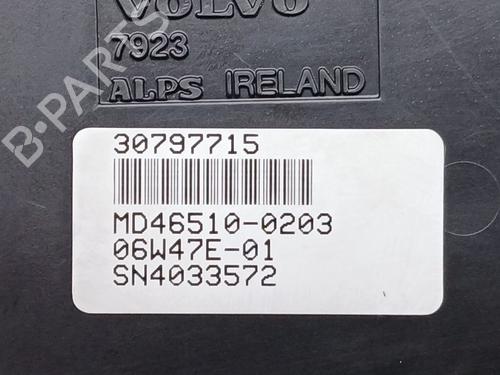 VOLVO
7923
ALPS IRELAND
B-PARTS
30797715
MD46510-0203
06W47E-01
SN4033572